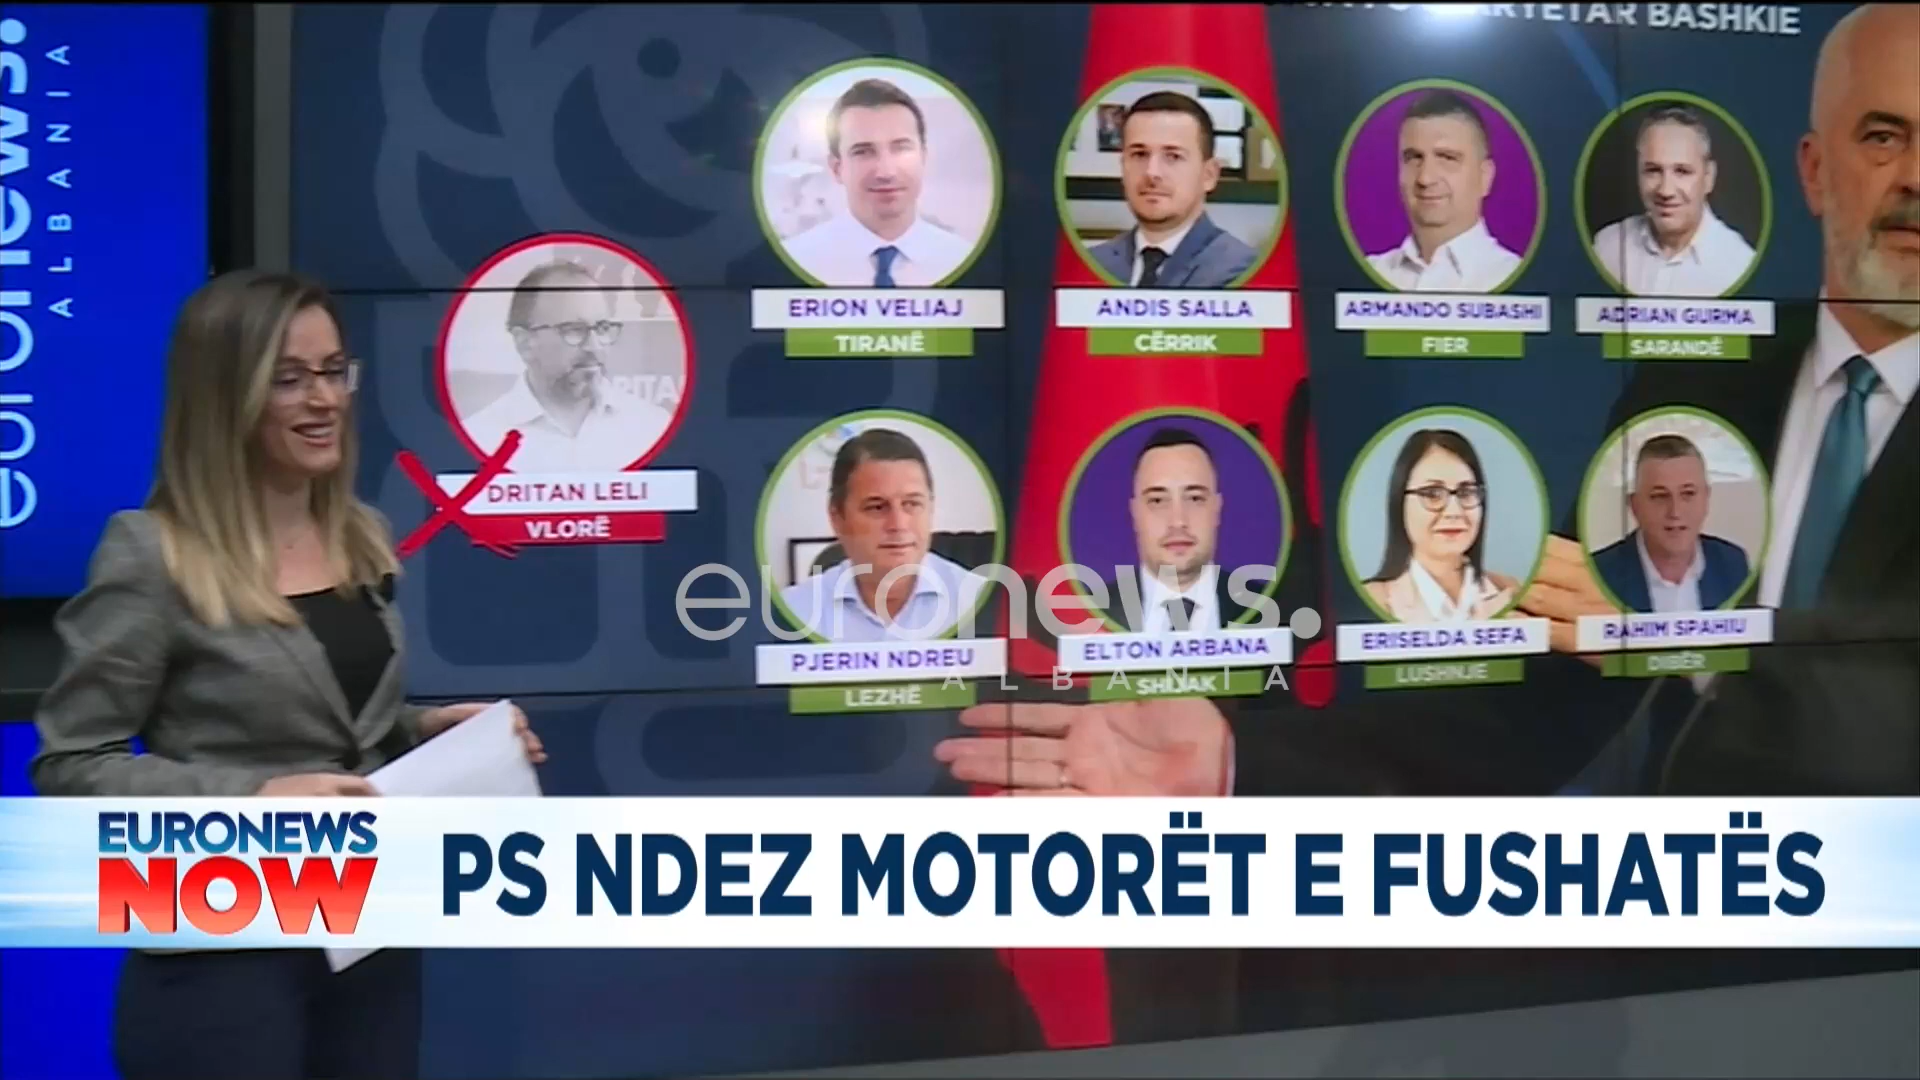 euronews.
ALBANIA
BASHKIE
ERION VELIAJ
TIRANË
ANDIS SALLA
CËRRIK
ARMANDO SUBASHI
FIER
ADRIAN GURMA
SARANDË
DRITAN LELI
VLORË
PJERIN NDREU
LEZHË
ELTON ARBANA
SHIJAK
ERISELDA SEFA
LUSHNJE
RAHIM SPAHIU
DIBËR
euronews.
ALBANIA
EURONEWS
NOW
PS NDEZ MOTORËT E FUSHATËS